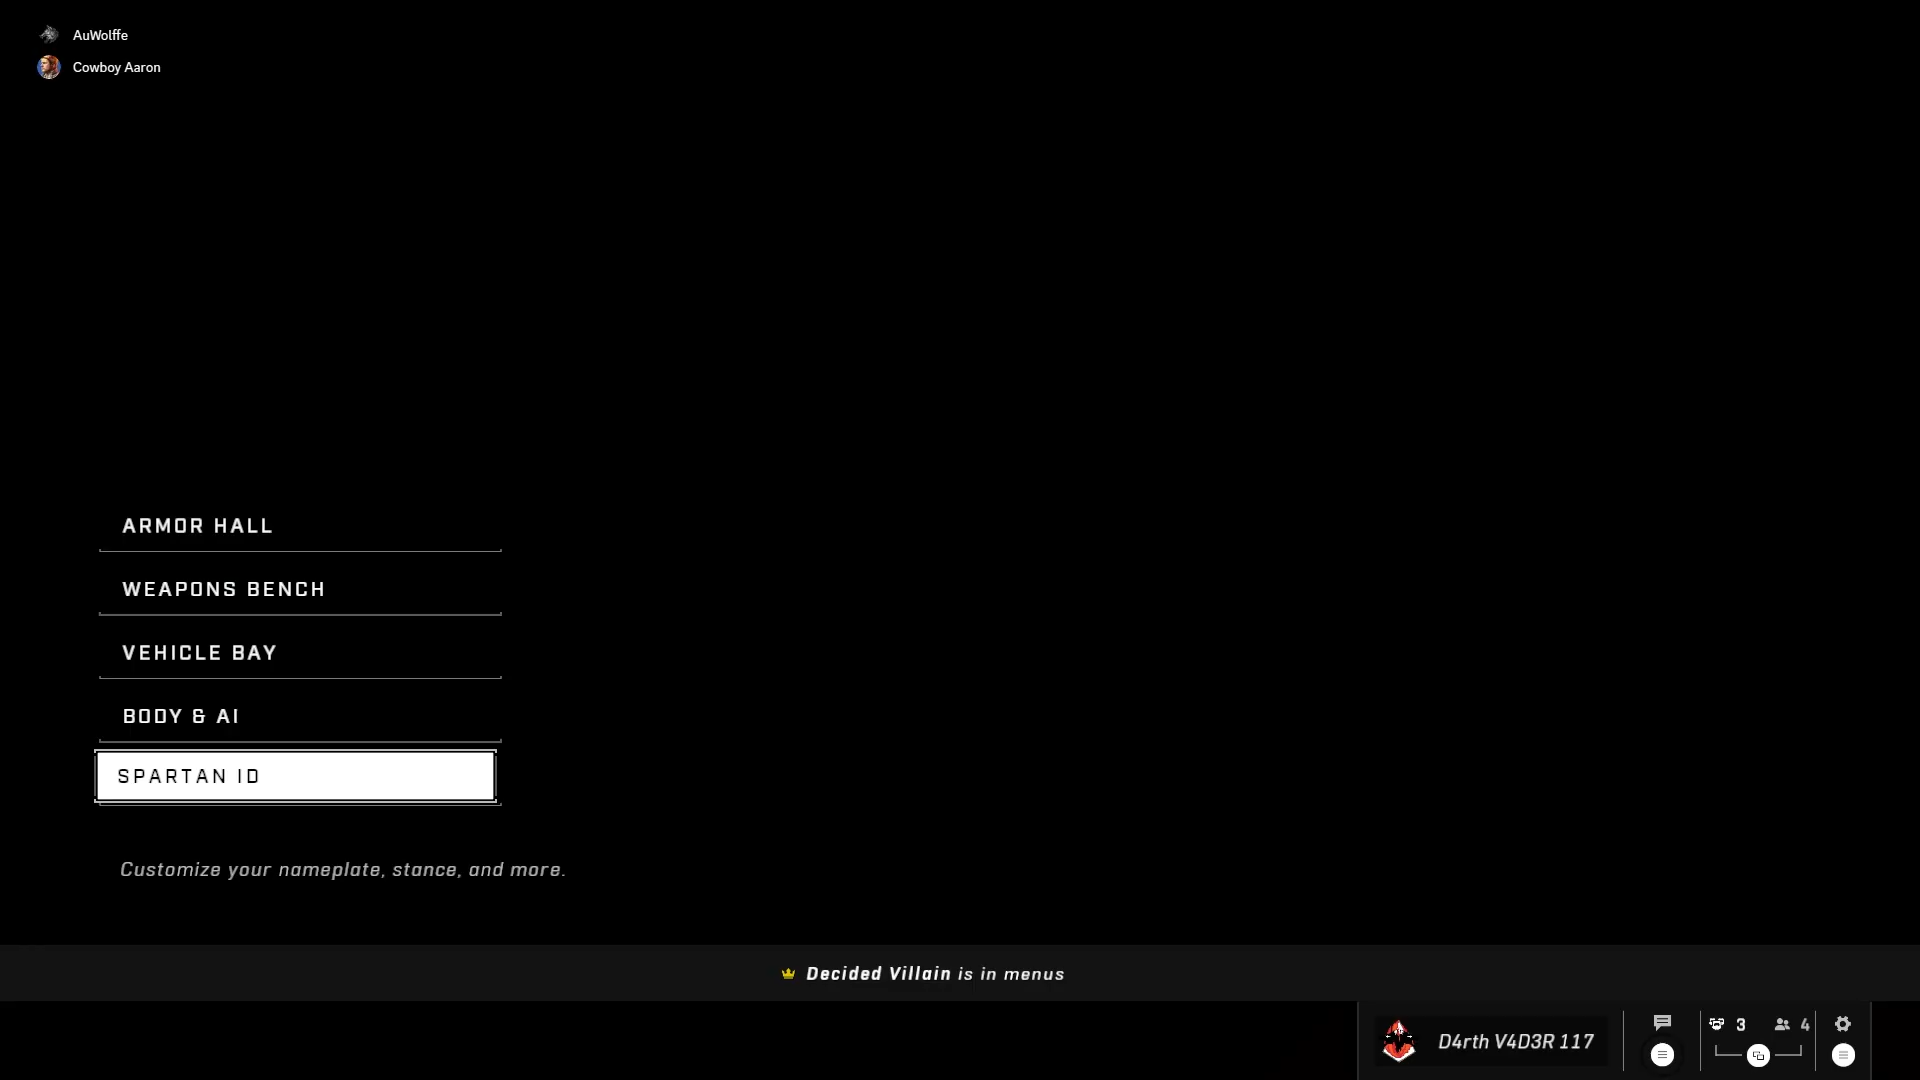 AuWolffe
Cowboy Aaron
ARMOR HALL
WEAPONS BENCH
VEHICLE BAY
BODY & AI
SPARTAN ID
Customize your nameplate, stance, and more.
Decided Villain is in menus
D4rth V4D3R 117
3
4